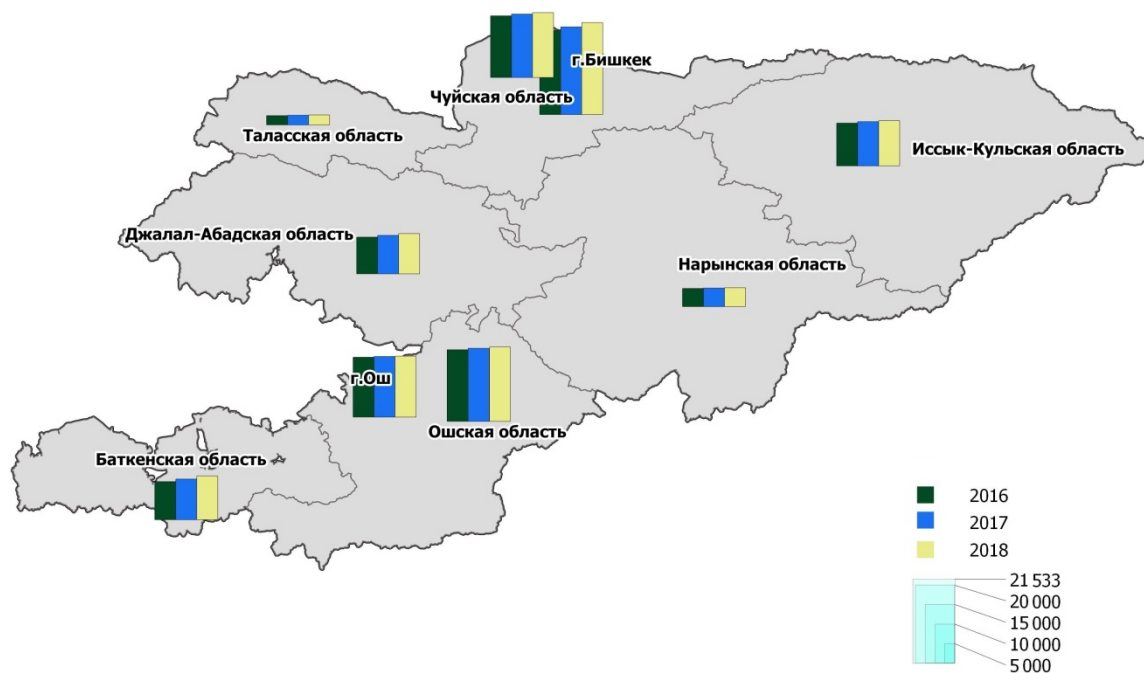 г.Бишкек
Чуйская область
Таласская область
Иссык-Кульская область
Джалал-Абадская область
Нарынская область
г.Ош
Ошская область
Баткенская область
2016
2017
2018
21 533
20 000
15 000
10 000
5 000